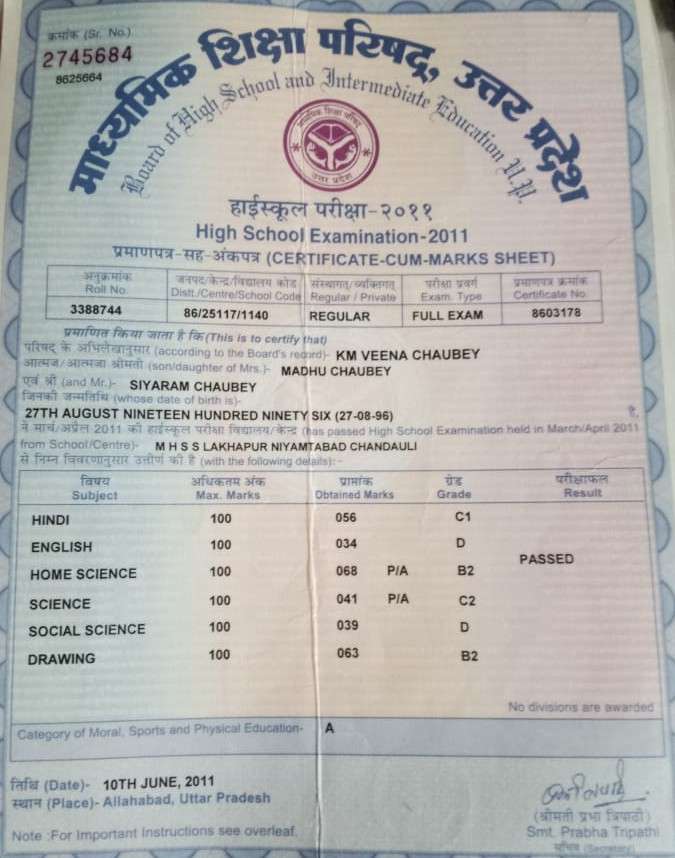 क्रमांक (Sr. No.)
2745684
8625664
माध्यमिक शिक्षा परिषद्, उत्तर प्रदेश
Board of High School and Intermediate Education U.P.
माध्यमिक शिक्षा परिषद्
उत्तर प्रदेश
हाईस्कूल परीक्षा-२०११
High School Examination-2011
प्रमाणपत्र-सह-अंकपत्र (CERTIFICATE-CUM-MARKS SHEET)
अनुक्रमांक जनपद/केन्द्र/विद्यालय कोड संस्थागत/व्यक्तिगत परीक्षा प्रवर्ग प्रमाणपत्र क्रमांक
Roll No. Distt./Centre/School Code Regular / Private Exam. Type Certificate No.
3388744 86/25117/1140 REGULAR FULL EXAM 8603178
प्रमाणित किया जाता है कि (This is to certify that)
परिषद् के अभिलेखानुसार (according to the Board's record)- KM VEENA CHAUBEY
आत्मज/आत्मजा श्रीमती (son/daughter of Mrs.)- MADHU CHAUBEY
एवं श्री (and Mr.)- SIYARAM CHAUBEY
जिनकी जन्मतिथि (whose date of birth is)-
27TH AUGUST NINETEEN HUNDRED NINETY SIX (27-08-96) है,
ने मार्च/अप्रैल 2011 की हाईस्कूल परीक्षा विद्यालय/केन्द्र (has passed High School Examination held in March/April 2011
from School/Centre)- M H S S LAKHAPUR NIYAMTABAD CHANDAULI
से निम्न विवरणानुसार उत्तीर्ण की है (with the following details):-
विषय अधिकतम अंक प्राप्तांक ग्रेड परीक्षाफल
Subject Max. Marks Obtained Marks Grade Result
HINDI 100 056 C1
ENGLISH 100 034 D
PASSED
HOME SCIENCE 100 068 P/A B2
SCIENCE 100 041 P/A C2
SOCIAL SCIENCE 100 039 D
DRAWING 100 063 B2
No divisions are awarded
Category of Moral, Sports and Physical Education- A
तिथि (Date)- 10TH JUNE, 2011
स्थान (Place)- Allahabad, Uttar Pradesh
(श्रीमती प्रभा त्रिपाठी)
Smt. Prabha Tripathi
सचिव (Secretary)
Note :For Important Instructions see overleaf.